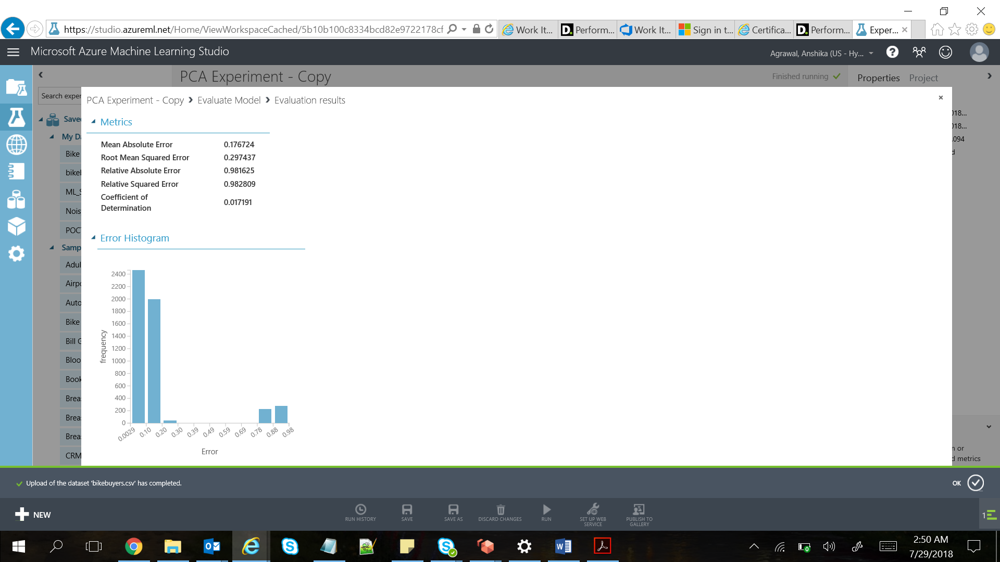 https://studio.azureml.net/Home/ViewWorkspaceCached/5b10b100c8334bcd82e9722178cf
Work It...
Perform...
Work It...
Sign in t...
Certifica...
Perform...
Exper...
Microsoft Azure Machine Learning Studio
Agrawal, Anshika (US - Hy...
PCA Experiment - Copy
Finished running
Properties
Project
Search exper
PCA Experiment - Copy > Evaluate Model > Evaluation results
018...
018...
.094
d
Metrics
Mean Absolute Error 0.176724
Root Mean Squared Error 0.297437
Relative Absolute Error 0.981625
Relative Squared Error 0.982809
Coefficient of
Determination 0.017191
Error Histogram
2400
2200
2000
1800
1600
1400
1200
1000
800
600
400
200
0
frequency
0.0029
0.10
0.20
0.30
0.39
0.49
0.59
0.69
0.78
0.88
0.98
Error
Save
My Da
Bike
bikeb
ML_S
Nois
POCT
Samp
Adul
Airpo
Auto
Bike
Bill G
Bloo
Book
Brea
Brea
Brea
CRM
n or
d metrics
Upload of the dataset 'bikebuyers.csv' has completed.
OK
NEW
RUN HISTORY
SAVE
SAVE AS
DISCARD CHANGES
RUN
SET UP WEB
SERVICE
PUBLISH TO
GALLERY
1
2:50 AM
7/29/2018